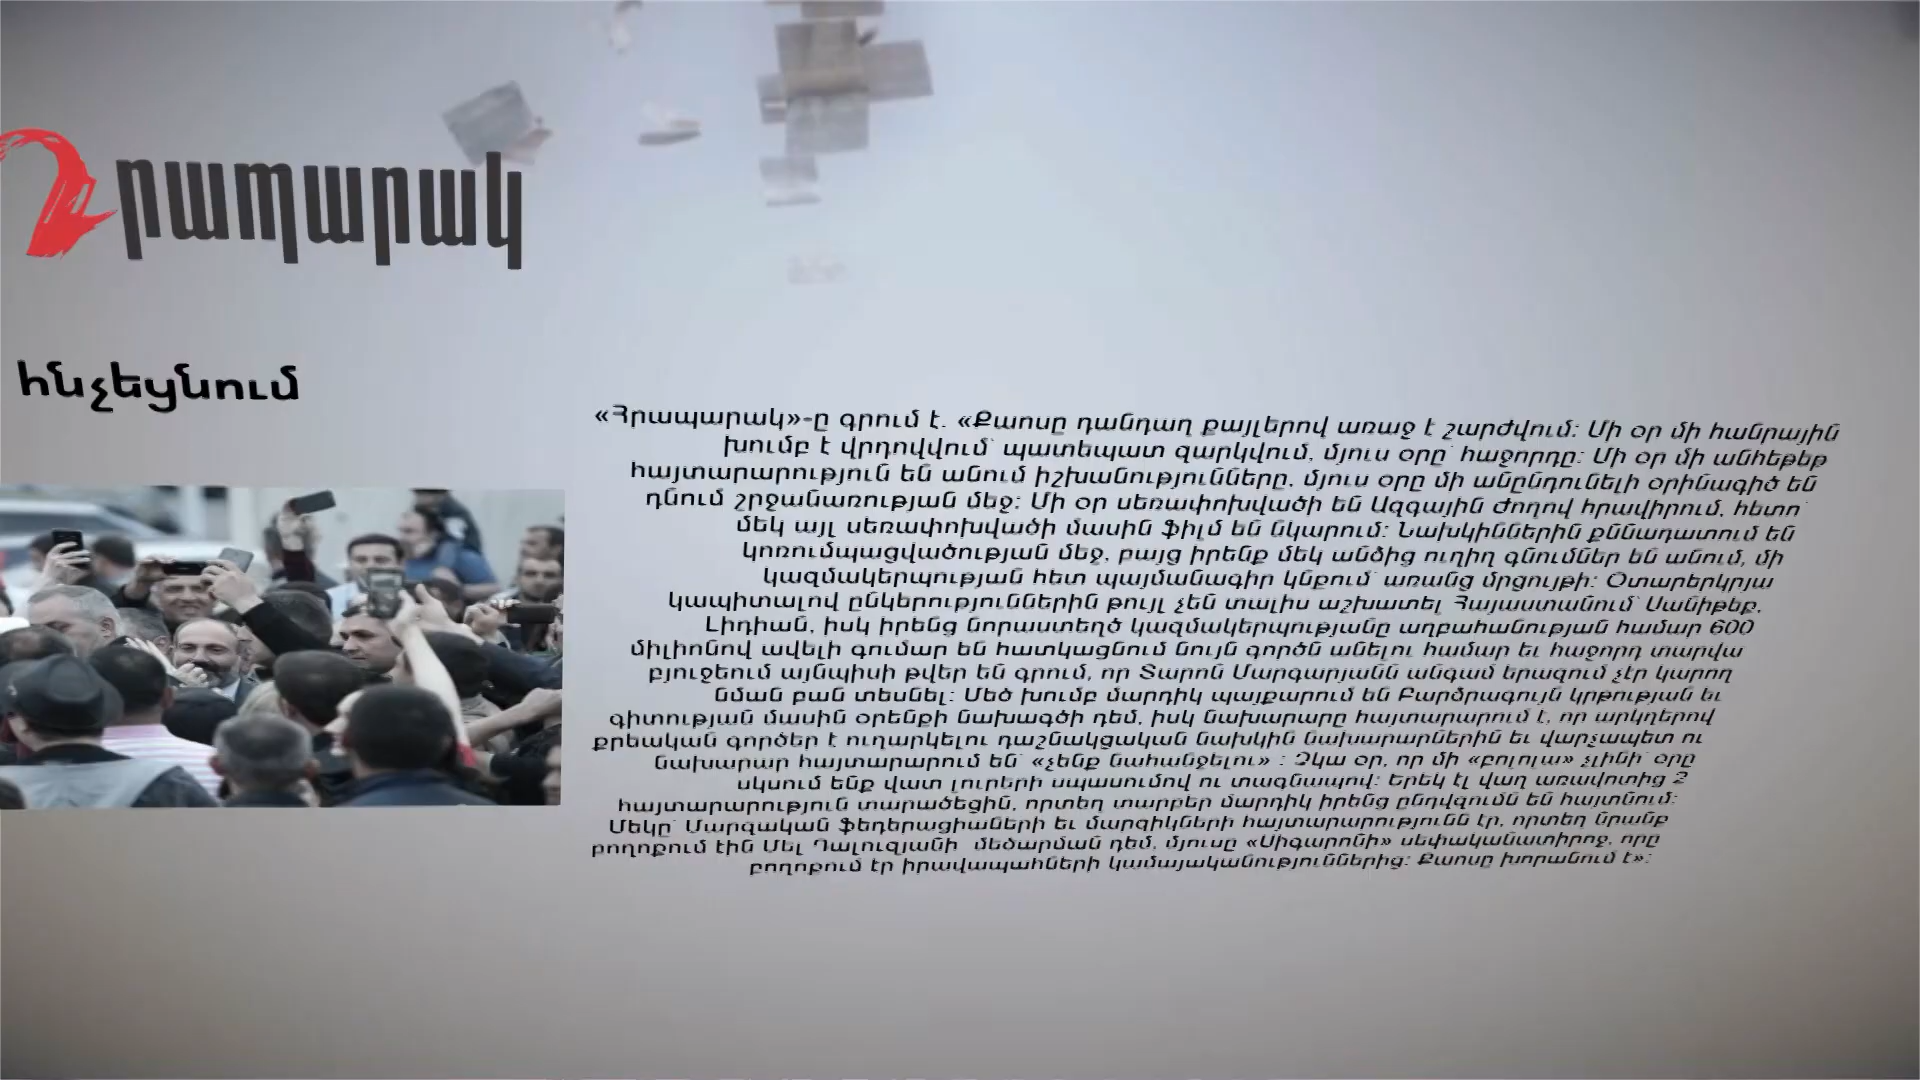 Հրապարակ
հնչեցնում
«Հրապարակ»-ը գրում է. «Քաոսը դանդաղ քայլերով առաջ է շարժվում: Մի օր մի հանրային
խումբ է վրդովվում՝ պատեպատ զարկվում, մյուս օրը՝ հաջորդը: Մի օր մի անհեթեթ
հայտարարություն են անում իշխանությունները, մյուս օրը մի անընդունելի օրինագիծ են
դնում շրջանառության մեջ: Մի օր սեռափոխվածի են Ազգային ժողով հրավիրում, հետո՝
մեկ այլ սեռափոխվածի մասին ֆիլմ են նկարում: Նախկիններին քննադատում են
կոռումպացվածության մեջ, բայց իրենք մեկ անձից ուղիղ գնումներ են անում, մի
կազմակերպության հետ պայմանագիր կնքում՝ առանց մրցույթի: Օտարերկրյա
կապիտալով ընկերություններին թույլ չեն տալիս աշխատել Հայաստանում՝ Սանիթեք,
Լիդիան, իսկ իրենց նորաստեղծ կազմակերպությանը աղբահանության համար 600
միլիոնով ավելի գումար են հատկացնում նույն գործն անելու համար եւ հաջորդ տարվա
բյուջեում այնպիսի թվեր են գրում, որ Տարոն Մարգարյանն անգամ երազում չէր կարող
նման բան տեսնել: Մեծ խումբ մարդիկ պայքարում են Բարձրագույն կրթության եւ
գիտության մասին օրենքի նախագծի դեմ, իսկ նախարարը հայտարարում է, որ արկղերով
քրեական գործեր է ուղարկելու դաշնակցական նախկին նախարարներին եւ վարչապետ ու
նախարար հայտարարում են՝ «չենք նահանջելու» : Չկա օր, որ մի «բոլոլա» չլինի՝ օրը
սկսում ենք վատ լուրերի սպասումով ու տագնապով: Երեկ էլ վաղ առավոտից 2
հայտարարություն տարածեցին, որտեղ տարբեր մարդիկ իրենց ընդվզումն են հայտնում:
Մեկը՝ Մարզական ֆեդերացիաների եւ մարզիկների հայտարարությունն էր, որտեղ նրանք
բողոքում էին Մել Դալուզյանի մեծարման դեմ, մյուսը «Սիգարոնի» սեփականատիրոջ, որը
բողոքում էր իրավապահների կամայականություններից: Քաոսը խորանում է»: